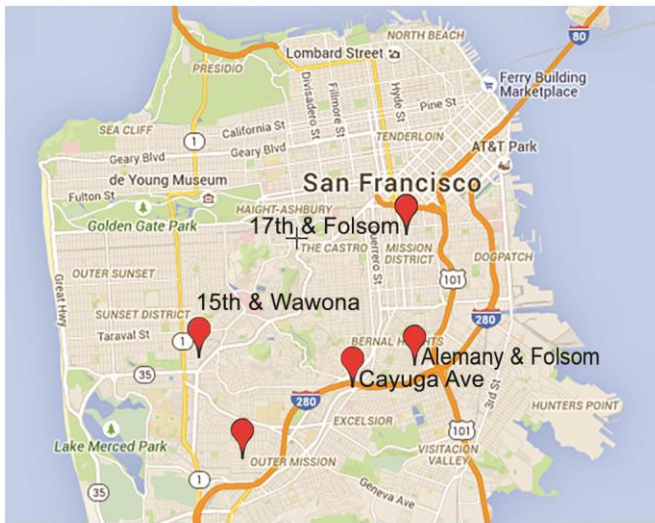 NORTH BEACH
80
Lombard Street
PRESIDIO
Divisadero St
Fillmore St
Hyde St
Ferry Building
Marketplace
Pine St
SEA CLIFF
California St
TENDERLOIN
1
Geary Blvd
Geary Blvd
AT&T Park
de Young Museum
San Francisco
Fulton St
HAIGHT-ASHBURY
17th & Folsom
Golden Gate Park
THE CASTRO
Guerrero St
MISSION
DISTRICT
DOGPATCH
OUTER SUNSET
101
Great Hwy
15th & Wawona
SUNSET DISTRICT
280
Taraval St
1
BERNAL HEIGHTS
Alemany & Folsom
35
Cayuga Ave
3rd St
280
HUNTERS POINT
EXCELSIOR
101
Lake Merced Park
OUTER MISSION
VISITACION
VALLEY
1
35
Geneva Ave